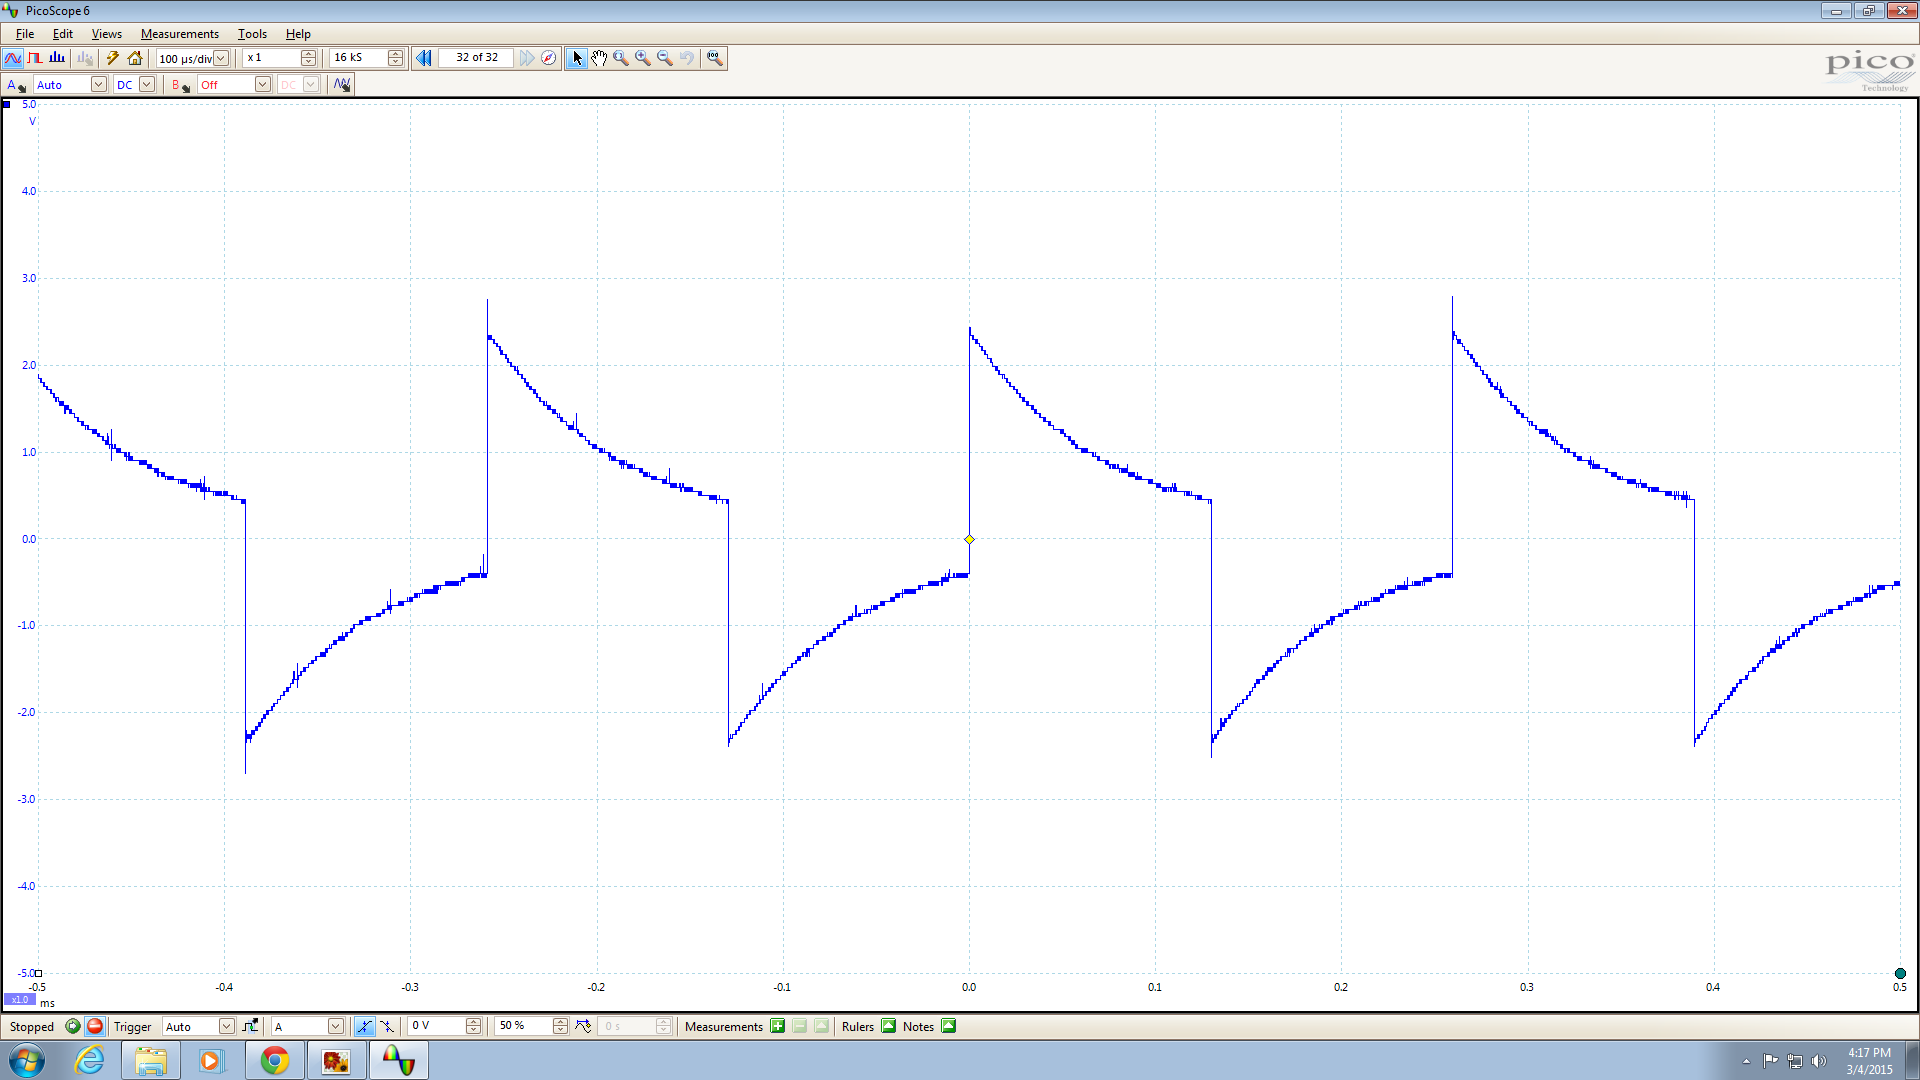 PicoScope 6
File Edit Views Measurements Tools Help
100 µs/div x 1 16 kS 32 of 32
pico
Technology
A Auto DC B Off DC
5.0
V
4.0
3.0
2.0
1.0
0.0
-1.0
-2.0
-3.0
-4.0
-5.0
-0.5 -0.4 -0.3 -0.2 -0.1 0.0 0.1 0.2 0.3 0.4 0.5
x1.0 ms
Stopped Trigger Auto A 0 V 50 % 0 s Measurements Rulers Notes
4:17 PM
3/4/2015